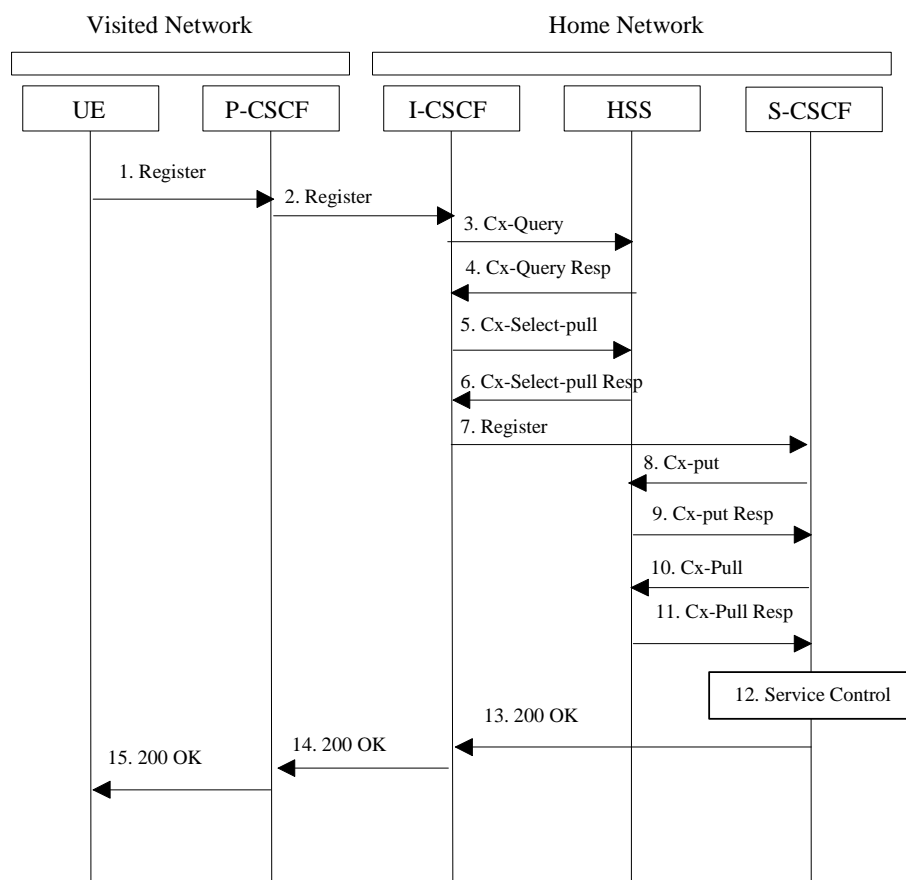 Visited Network
Home Network
UE
P-CSCF
I-CSCF
HSS
S-CSCF
1. Register
2. Register
3. Cx-Query
4. Cx-Query Resp
5. Cx-Select-pull
6. Cx-Select-pull Resp
7. Register
8. Cx-put
9. Cx-put Resp
10. Cx-Pull
11. Cx-Pull Resp
12. Service Control
13. 200 OK
14. 200 OK
15. 200 OK